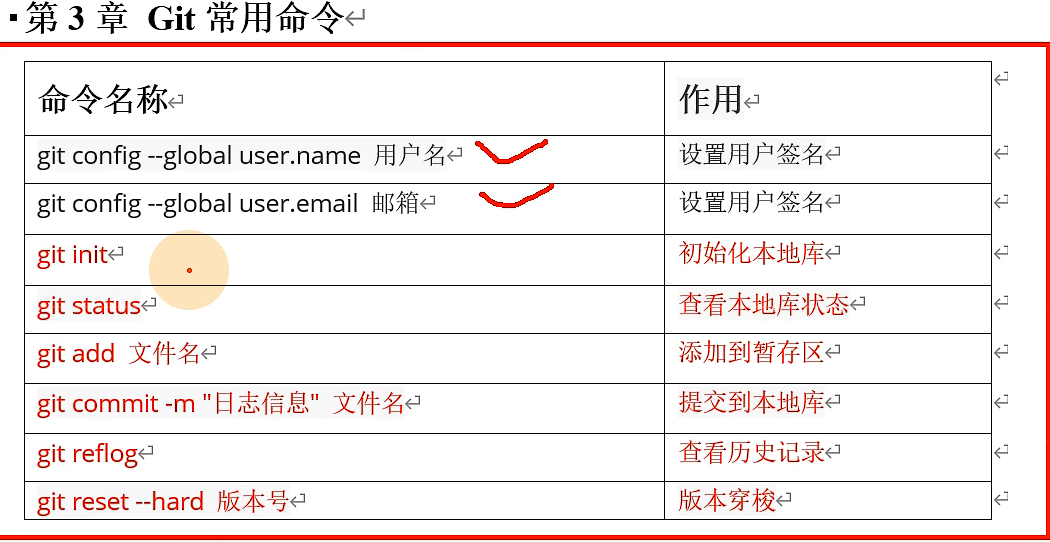 第 3 章 Git 常用命令
命令名称 作用
git config --global user.name 用户名 设置用户签名
git config --global user.email 邮箱 设置用户签名
git init 初始化本地库
git status 查看本地库状态
git add 文件名 添加到暂存区
git commit -m "日志信息" 文件名 提交到本地库
git reflog 查看历史记录
git reset --hard 版本号 版本穿梭